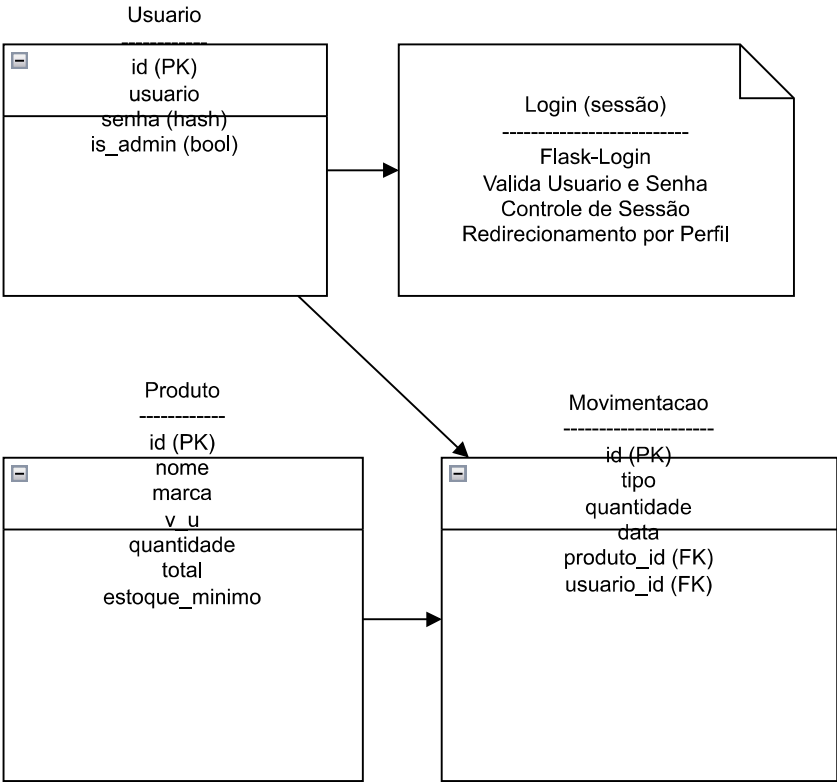 Usuario
------------
id (PK)
usuario
senha (hash)
is_admin (bool)
Login (sessão)
--------------------------
Flask-Login
Valida Usuario e Senha
Controle de Sessão
Redirecionamento por Perfil
Produto
------------
id (PK)
nome
marca
v_u
quantidade
total
estoque_minimo
Movimentacao
---------------------
id (PK)
tipo
quantidade
data
produto_id (FK)
usuario_id (FK)